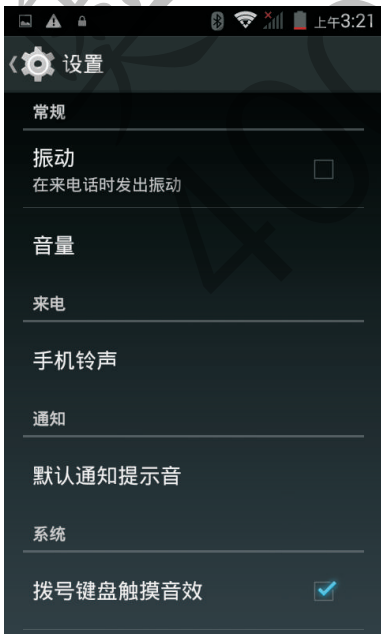 上午3:21
设置
常规
振动
在来电话时发出振动
音量
来电
手机铃声
通知
默认通知提示音
系统
拨号键盘触摸音效